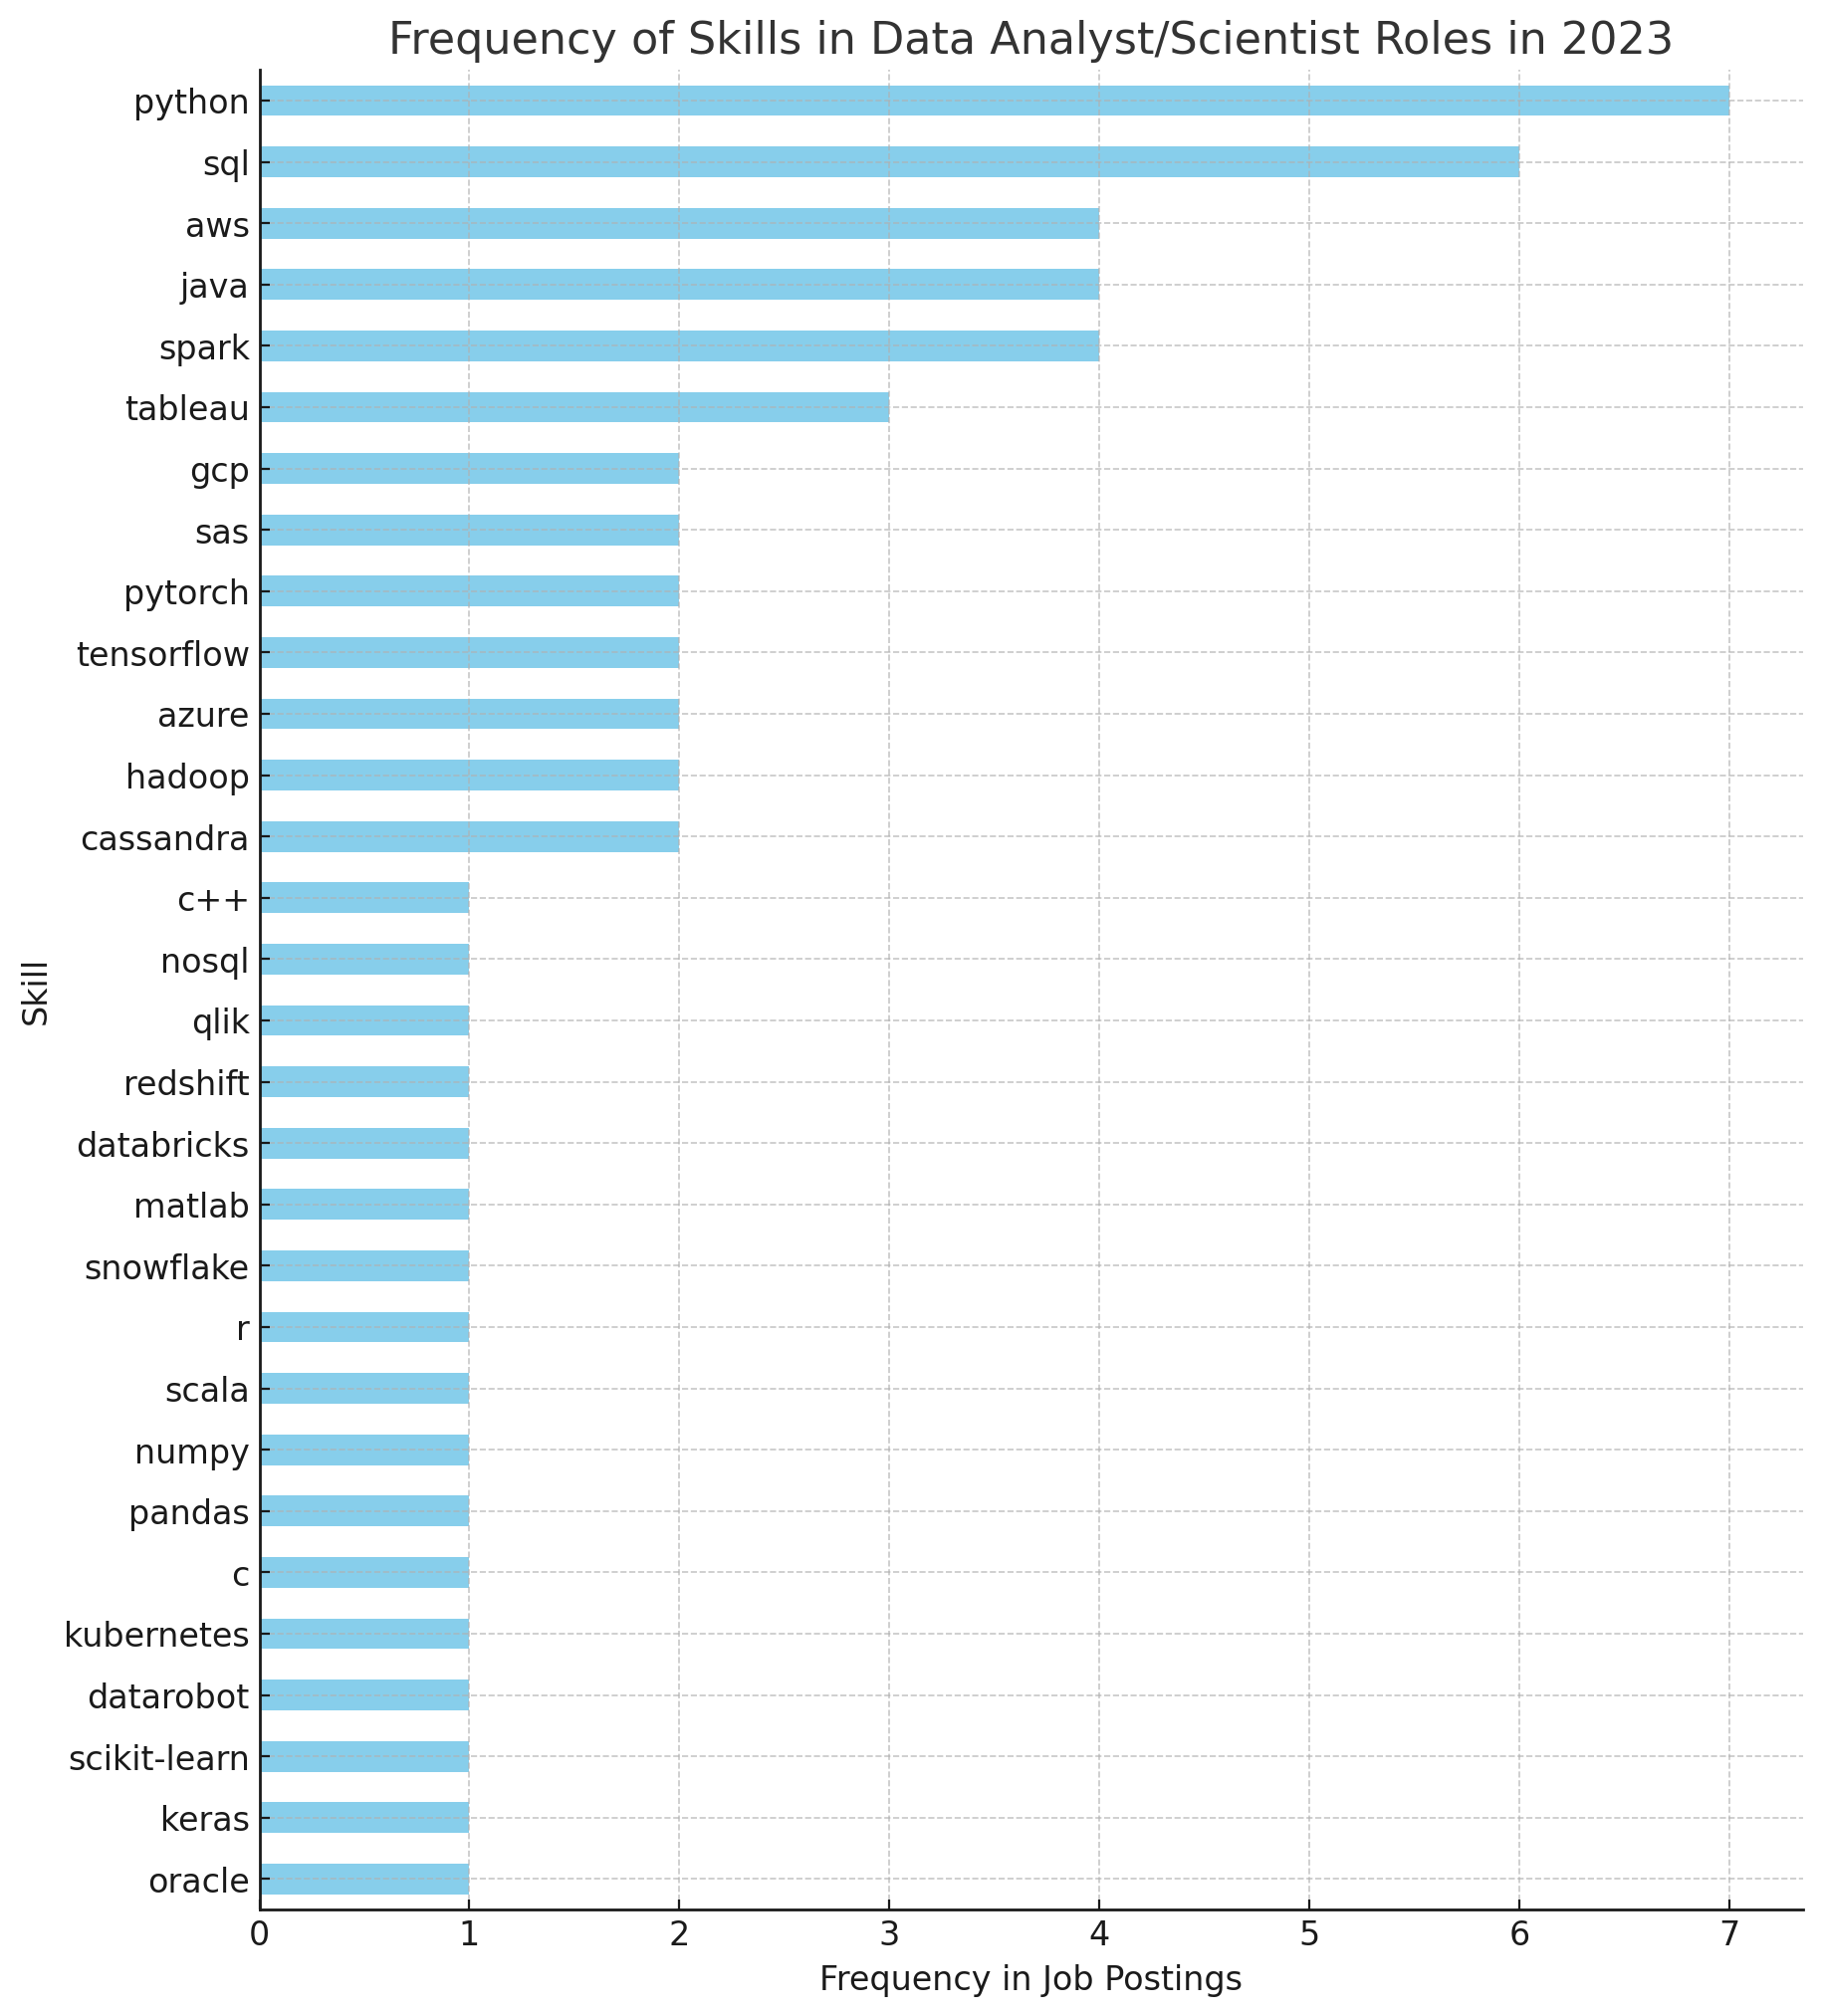 Frequency of Skills in Data Analyst/Scientist Roles in 2023
python
sql
aws
java
spark
tableau
gcp
sas
pytorch
tensorflow
azure
hadoop
cassandra
c++
nosql
qlik
redshift
databricks
matlab
snowflake
r
scala
numpy
pandas
c
kubernetes
datarobot
scikit-learn
keras
oracle
Skill
0 1 2 3 4 5 6 7
Frequency in Job Postings